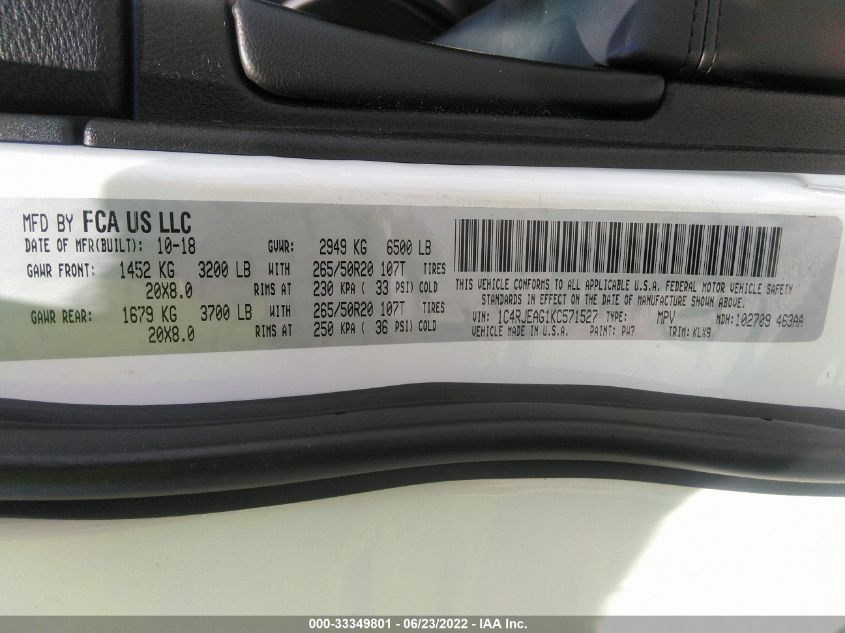 MFD BY FCA US LLC
DATE OF MFR(BUILT): 10-18 GVWR: 2949 KG 6500 LB
GAWR FRONT: 1452 KG 3200 LB WITH 265/50R20 107T TIRES
20X8.0 RIMS AT 230 KPA ( 33 PSI) COLD
GAWR REAR: 1679 KG 3700 LB WITH 265/50R20 107T TIRES
20X8.0 RIMS AT 250 KPA ( 36 PSI) COLD
THIS VEHICLE CONFORMS TO ALL APPLICABLE U.S.A. FEDERAL MOTOR VEHICLE SAFETY
STANDARDS IN EFFECT ON THE DATE OF MANUFACTURE SHOWN ABOVE.
VIN: 1C4RJEAG1KC571527 TYPE: MPV MDH: 102709 463AA
VEHICLE MADE IN U.S.A. PAINT: PW7 TRIM: KLX9
000-33349801 - 06/23/2022 - IAA Inc.